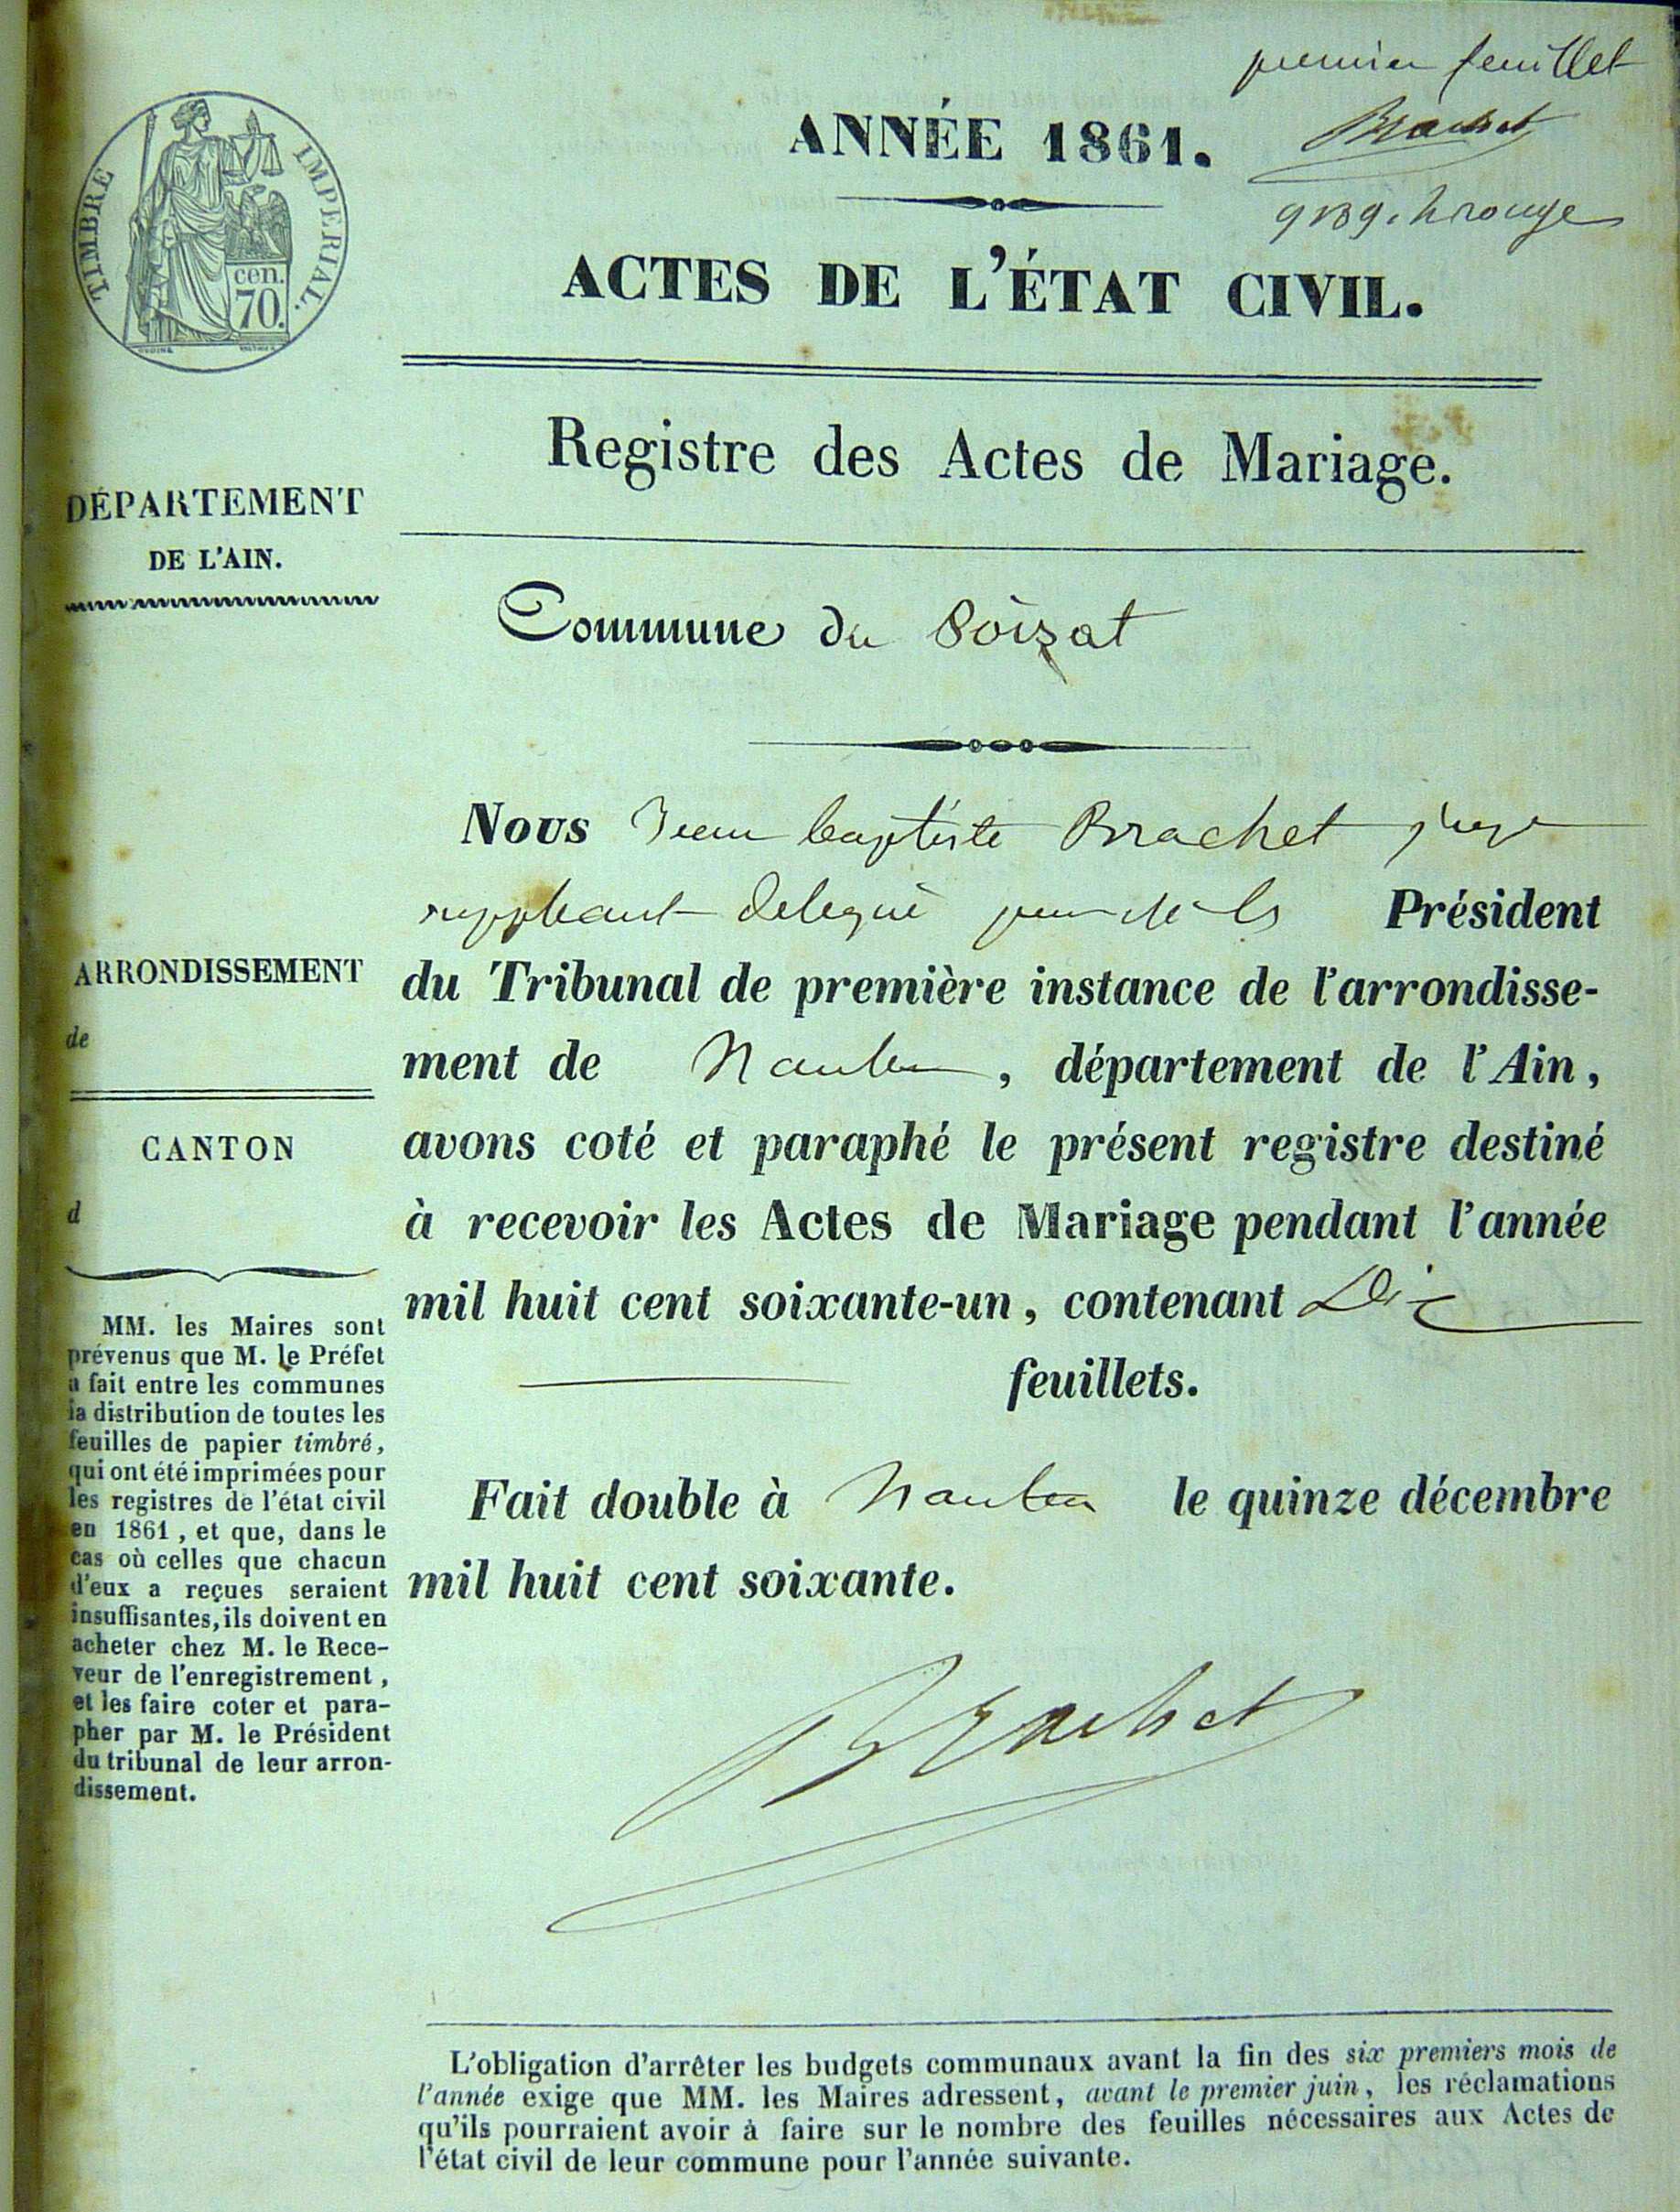 premier feuillet
ANNÉE 1861.
Brachet
TIMBRE IMPERIAL.
cen.
70.
ACTES DE L'ÉTAT CIVIL.
Registre des Actes de Mariage.
DÉPARTEMENT
DE L'AIN.
Commune du Poizat
Nous Jean baptiste Brachet juge
suppleant delegué par M le Président
ARRONDISSEMENT
de
du Tribunal de première instance de l'arrondisse-
ment de Nantua, département de l'Ain,
CANTON
d
avons coté et paraphé le présent registre destiné
à recevoir les Actes de Mariage pendant l'année
mil huit cent soixante-un, contenant Dix
feuillets.
MM. les Maires sont
prévenus que M. le Préfet
a fait entre les communes
la distribution de toutes les
feuilles de papier timbré,
qui ont été imprimées pour
les registres de l'état civil
en 1861, et que, dans le
cas où celles que chacun
d'eux a reçues seraient
insuffisantes, ils doivent en
acheter chez M. le Rece-
veur de l'enregistrement,
et les faire coter et para-
pher par M. le Président
du tribunal de leur arron-
dissement.
Fait double à Nantua le quinze décembre
mil huit cent soixante.
Brachet
L'obligation d'arrêter les budgets communaux avant la fin des six premiers mois de
l'année exige que MM. les Maires adressent, avant le premier juin, les réclamations
qu'ils pourraient avoir à faire sur le nombre des feuilles nécessaires aux Actes de
l'état civil de leur commune pour l'année suivante.